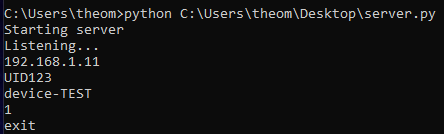 C:\Users\theom>python C:\Users\theom\Desktop\server.py
Starting server
Listening...
192.168.1.11
UID123
device-TEST
1
exit